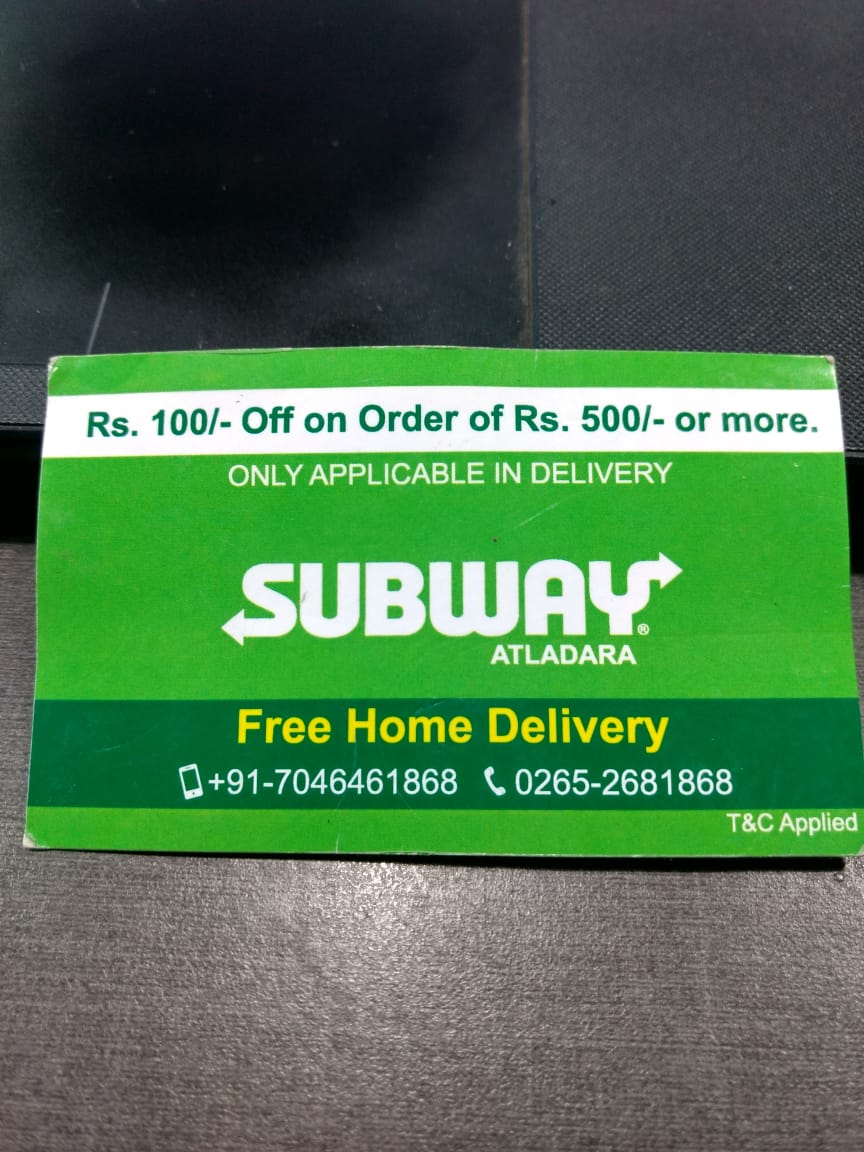 Rs. 100/- Off on Order of Rs. 500/- or more.
ONLY APPLICABLE IN DELIVERY
SUBWAY®
ATLADARA
Free Home Delivery
+91-7046461868 0265-2681868
T&C Applied